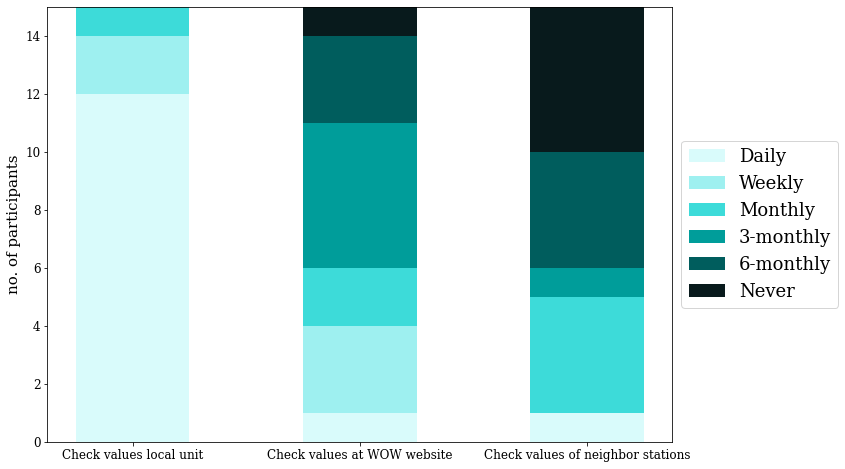 no. of participants
14
12
10
8
6
4
2
0
Check values local unit
Check values at WOW website
Check values of neighbor stations
Daily
Weekly
Monthly
3-monthly
6-monthly
Never